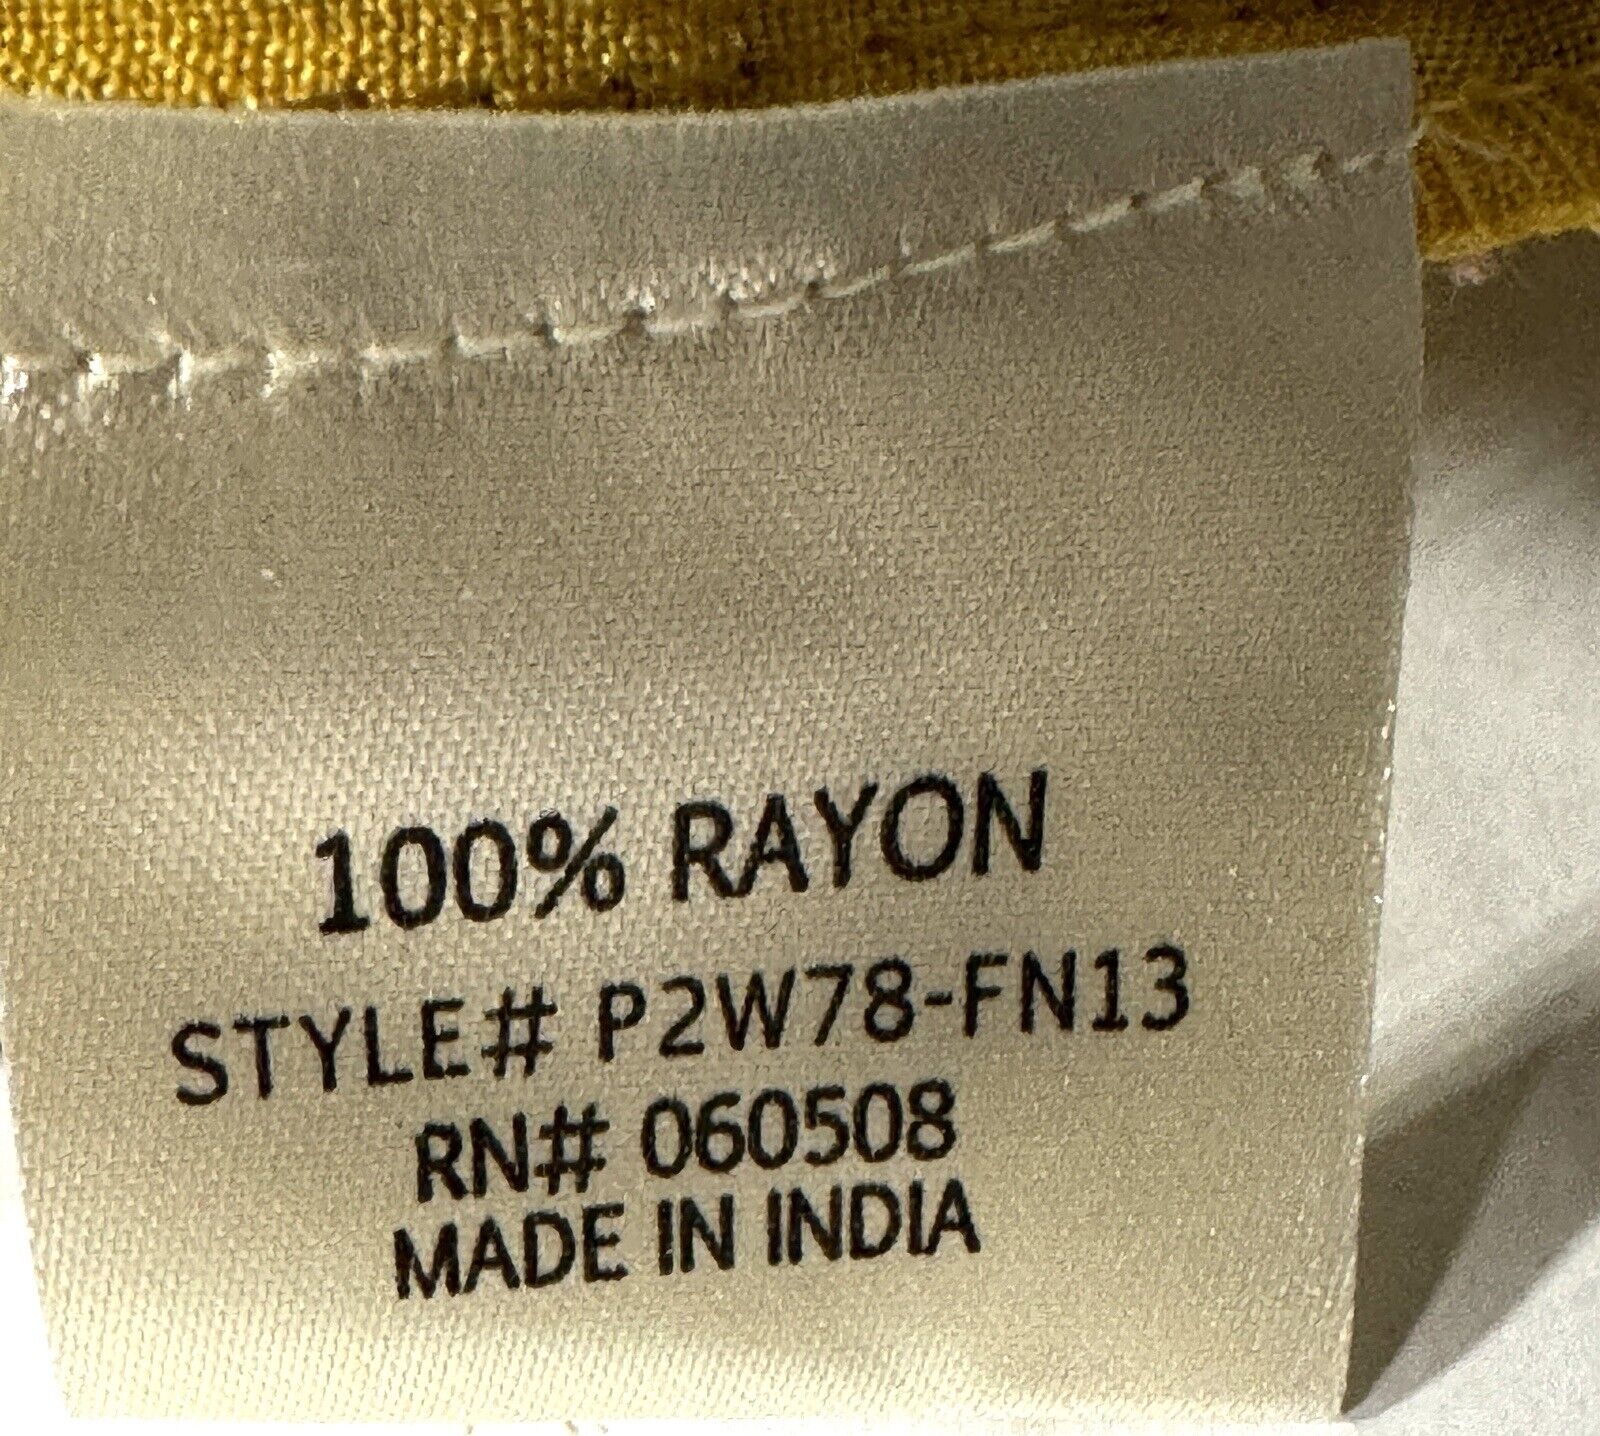 100% RAYON
STYLE# P2W78-FN13
RN# 060508
MADE IN INDIA